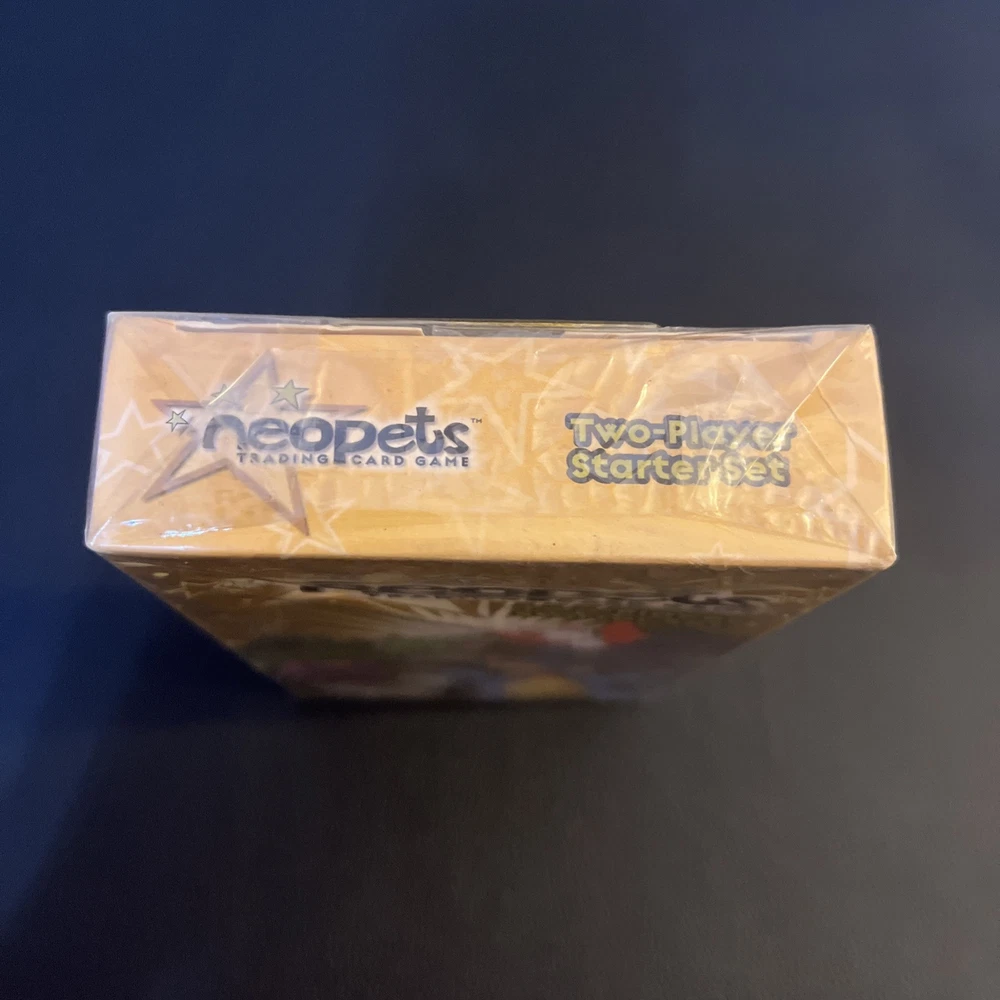 neopets™
TRADING CARD GAME
Two-Player
Starter Set